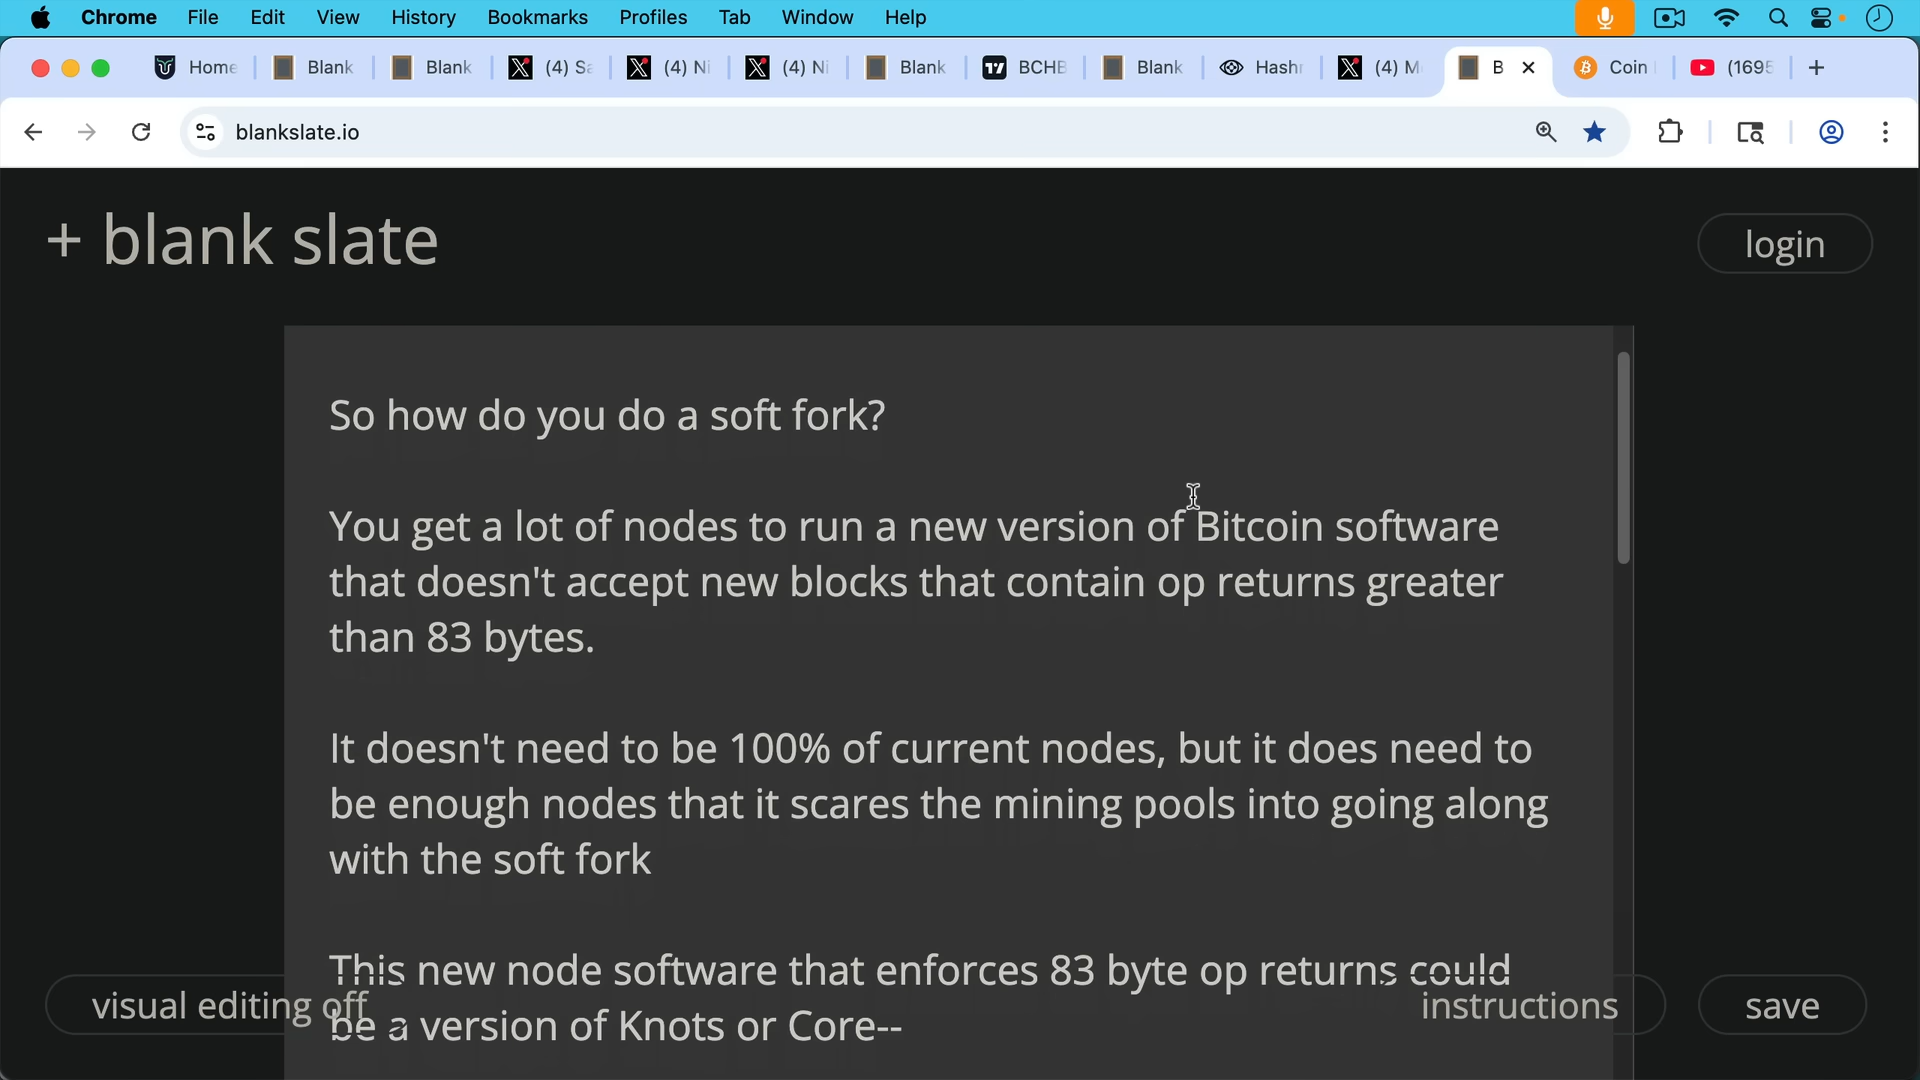 Chrome File Edit View History Bookmarks Profiles Tab Window Help
Home Blank Blank (4) Sa (4) Ni (4) Ni Blank BCHB Blank Hashr (4) M B Coin (1695
blankslate.io
+ blank slate
login
So how do you do a soft fork?
You get a lot of nodes to run a new version of Bitcoin software
that doesn't accept new blocks that contain op returns greater
than 83 bytes.
It doesn't need to be 100% of current nodes, but it does need to
be enough nodes that it scares the mining pools into going along
with the soft fork
This new node software that enforces 83 byte op returns could
be a version of Knots or Core--
visual editing off
instructions
save